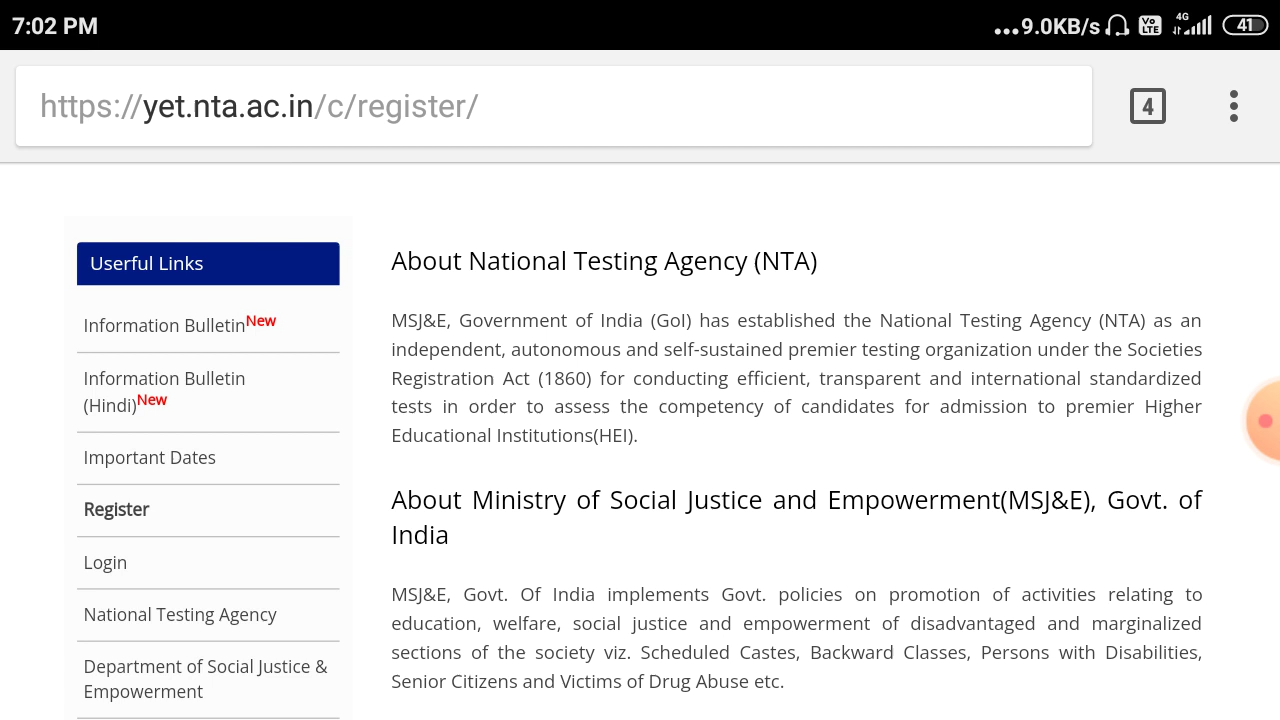 7:02 PM
...9.0KB/s Vo LTE 4G 41
https://yet.nta.ac.in/c/register/
4
Userful Links
Information Bulletin New
Information Bulletin
(Hindi) New
Important Dates
Register
Login
National Testing Agency
Department of Social Justice &
Empowerment
About National Testing Agency (NTA)
MSJ&E, Government of India (GoI) has established the National Testing Agency (NTA) as an
independent, autonomous and self-sustained premier testing organization under the Societies
Registration Act (1860) for conducting efficient, transparent and international standardized
tests in order to assess the competency of candidates for admission to premier Higher
Educational Institutions(HEI).
About Ministry of Social Justice and Empowerment(MSJ&E), Govt. of
India
MSJ&E, Govt. Of India implements Govt. policies on promotion of activities relating to
education, welfare, social justice and empowerment of disadvantaged and marginalized
sections of the society viz. Scheduled Castes, Backward Classes, Persons with Disabilities,
Senior Citizens and Victims of Drug Abuse etc.